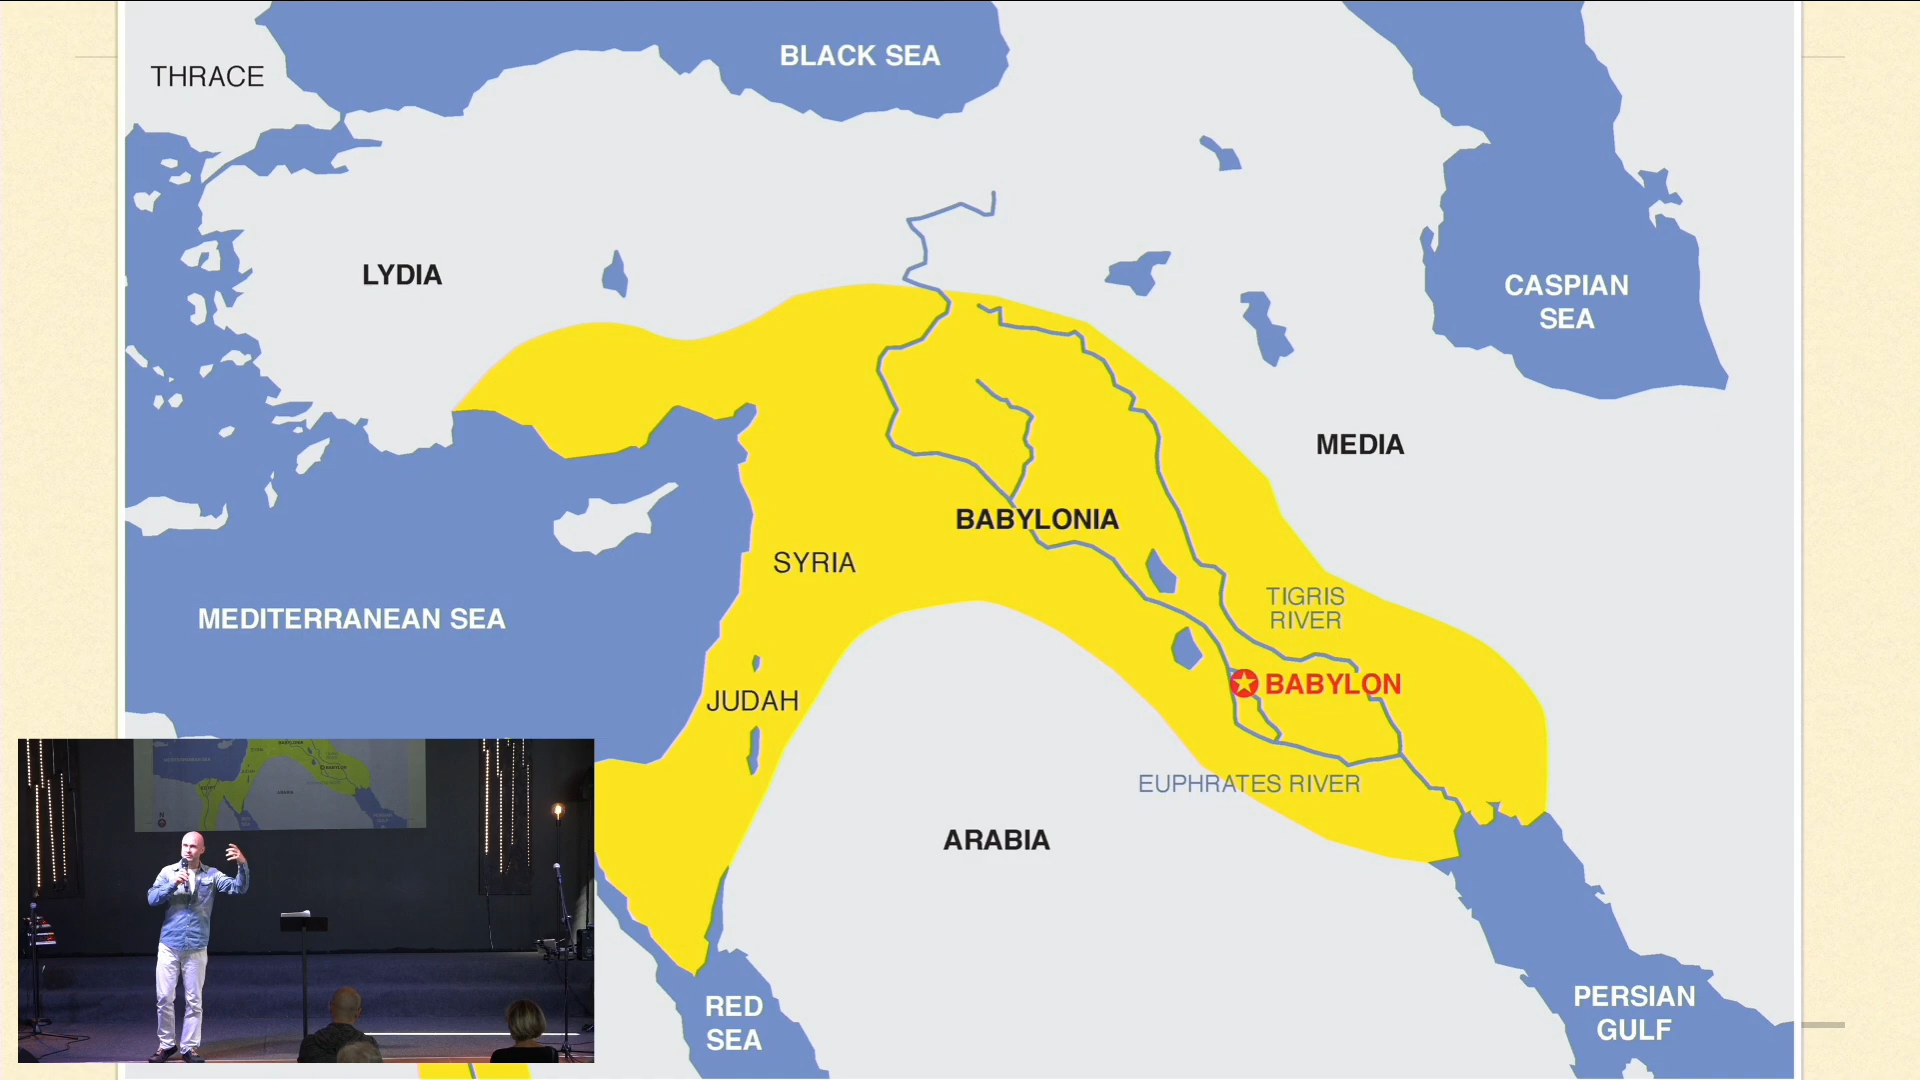 BLACK SEA
THRACE
LYDIA
CASPIAN
SEA
MEDIA
BABYLONIA
SYRIA
TIGRIS
RIVER
MEDITERRANEAN SEA
BABYLON
JUDAH
EUPHRATES RIVER
ARABIA
PERSIAN
GULF
RED
SEA